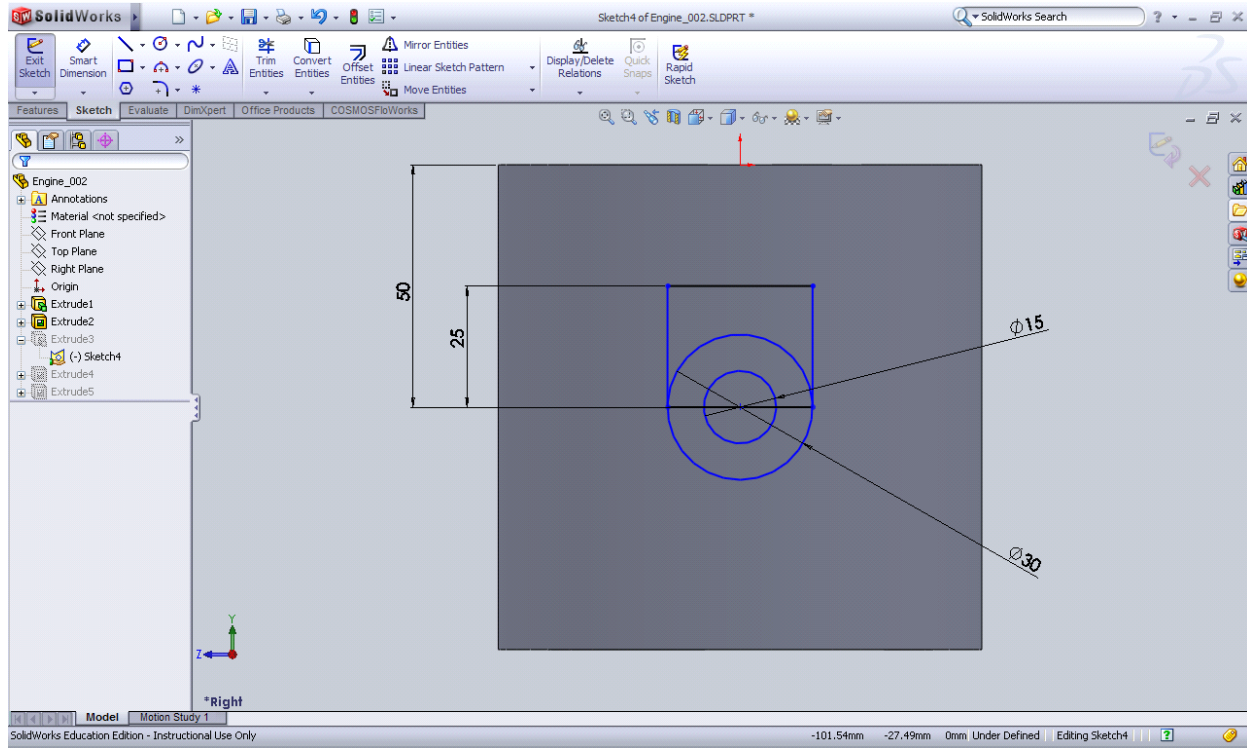 SolidWorks
Sketch4 of Engine_002.SLDPRT *
SolidWorks Search
?
Exit Sketch
Smart Dimension
Trim Entities
Convert Entities
Offset Entities
Mirror Entities
Linear Sketch Pattern
Move Entities
Display/Delete Relations
Quick Snaps
Rapid Sketch
Features Sketch Evaluate DimXpert Office Products COSMOSFloWorks
Engine_002
Annotations
Material <not specified>
Front Plane
Top Plane
Right Plane
Origin
Extrude1
Extrude2
Extrude3
(-) Sketch4
Extrude4
Extrude5
50
25
∅15
∅30
Y
Z
*Right
Model Motion Study 1
SolidWorks Education Edition - Instructional Use Only
-101.54mm -27.49mm 0mm Under Defined Editing Sketch4 ?